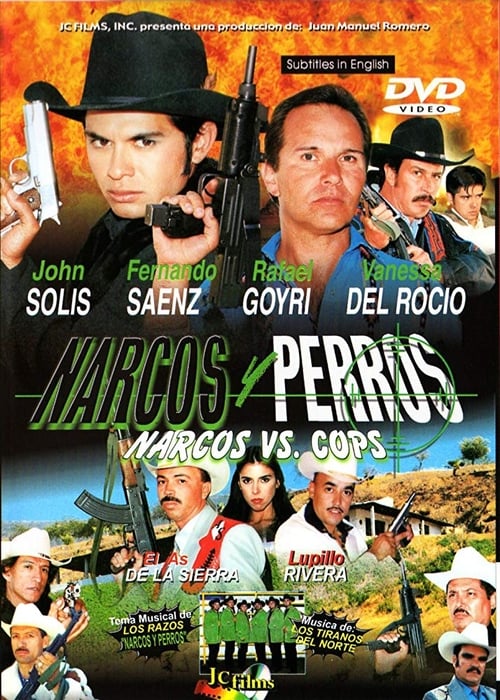 JC FILMS, INC. presenta una produccion de: Juan Manuel Romero
Subtitles in English
DVD
VIDEO
John Fernando Rafael Vanessa
SOLIS SAENZ GOYRI DEL ROCIO
NARCOS Y PERROS
NARCOS VS. COPS
El As
DE LA SIERRA
Lupillo
RIVERA
Tema Musical de:
LOS RAZOS
"NARCOS Y PERROS"
Musica de:
LOS TIRANOS
DEL NORTE
JC films